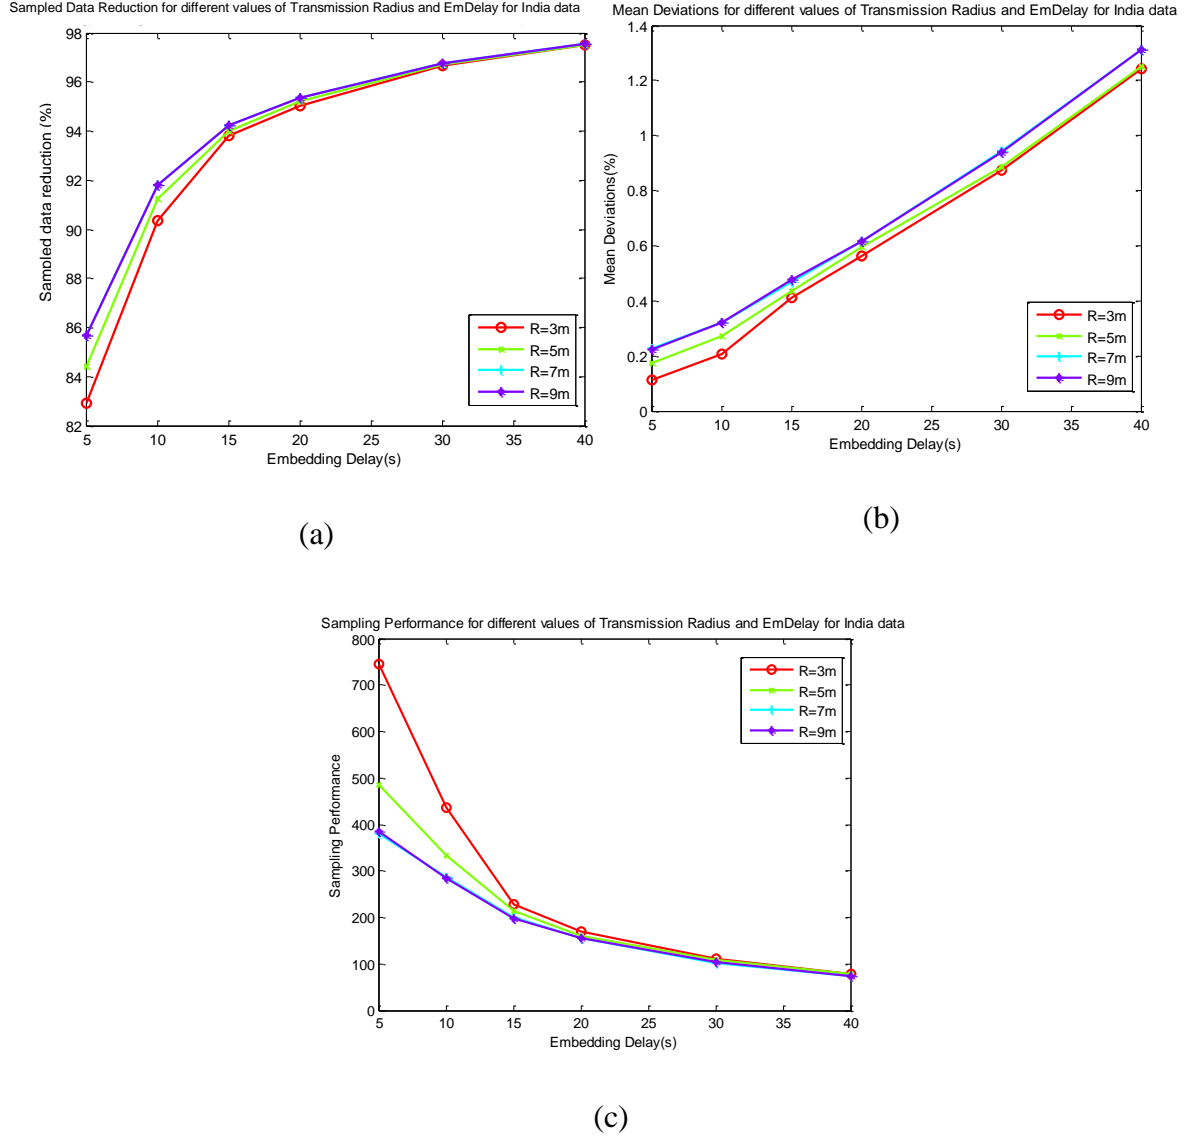 Sampled Data Reduction for different values of Transmission Radius and EmDelay for India data
98
96
94
92
90
88
86
84
82
Sampled data reduction (%)
5 10 15 20 25 30 35 40
Embedding Delay(s)
R=3m
R=5m
R=7m
R=9m
(a)
Mean Deviations for different values of Transmission Radius and EmDelay for India data
1.4
1.2
1
0.8
0.6
0.4
0.2
0
Mean Deviations(%)
5 10 15 20 25 30 35 40
Embedding Delay(s)
R=3m
R=5m
R=7m
R=9m
(b)
Sampling Performance for different values of Transmission Radius and EmDelay for India data
800
700
600
500
400
300
200
100
0
Sampling Performance
5 10 15 20 25 30 35 40
Embedding Delay(s)
R=3m
R=5m
R=7m
R=9m
(c)